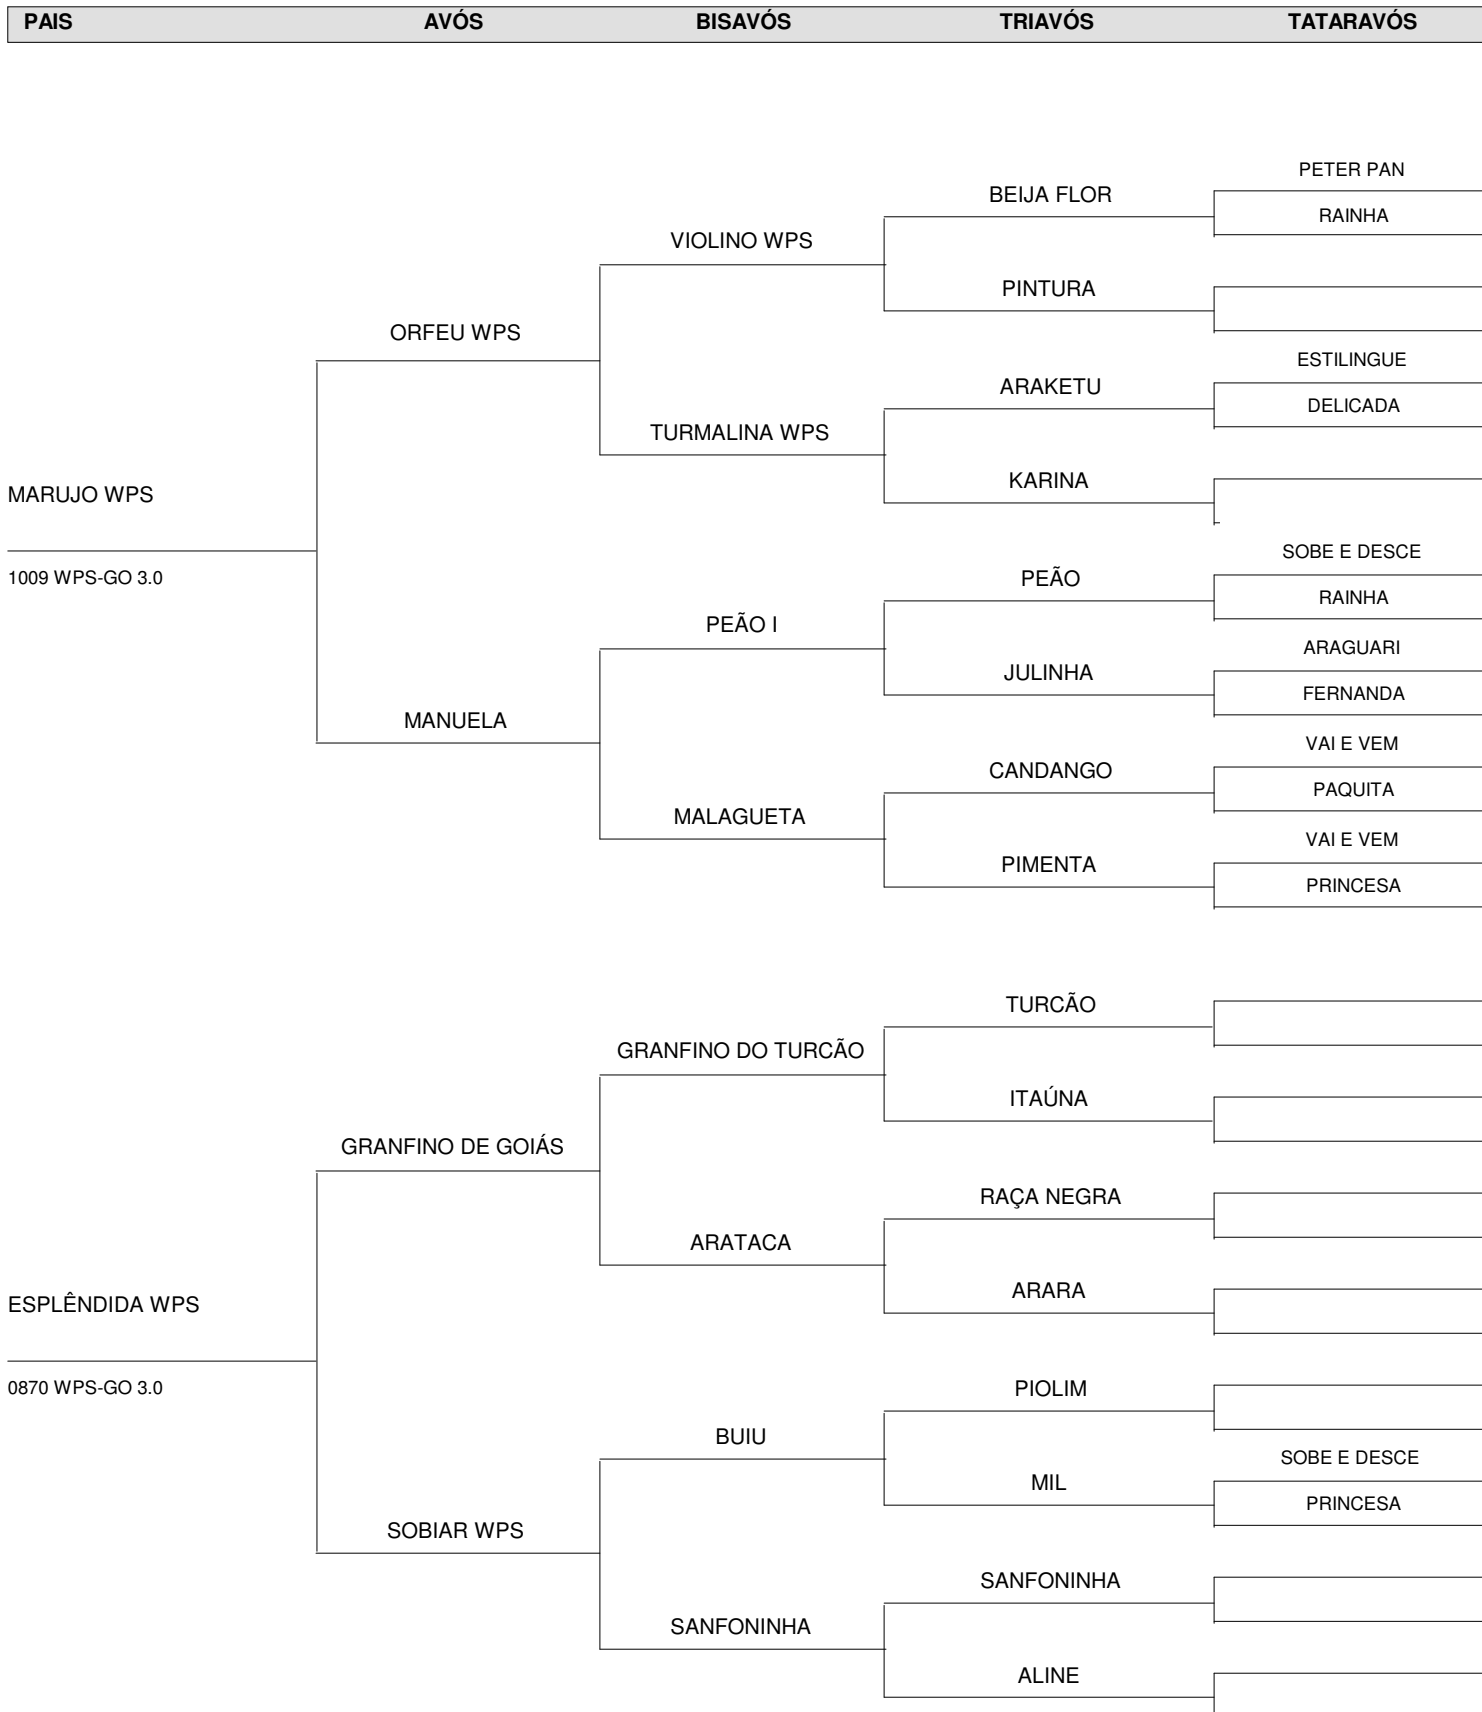 PAIS AVÓS BISAVÓS TRIAVÓS TATARAVÓS
PETER PAN
BEIJA FLOR
RAINHA
VIOLINO WPS
PINTURA
ORFEU WPS
ESTILINGUE
ARAKETU
DELICADA
TURMALINA WPS
KARINA
MARUJO WPS
SOBE E DESCE
1009 WPS-GO 3.0
PEÃO
RAINHA
PEÃO I
ARAGUARI
JULINHA
FERNANDA
MANUELA
VAI E VEM
CANDANGO
PAQUITA
MALAGUETA
VAI E VEM
PIMENTA
PRINCESA
TURCÃO
GRANFINO DO TURCÃO
ITAÚNA
GRANFINO DE GOIÁS
RAÇA NEGRA
ARATACA
ARARA
ESPLÊNDIDA WPS
0870 WPS-GO 3.0
PIOLIM
BUIU
SOBE E DESCE
MIL
PRINCESA
SOBIAR WPS
SANFONINHA
SANFONINHA
ALINE